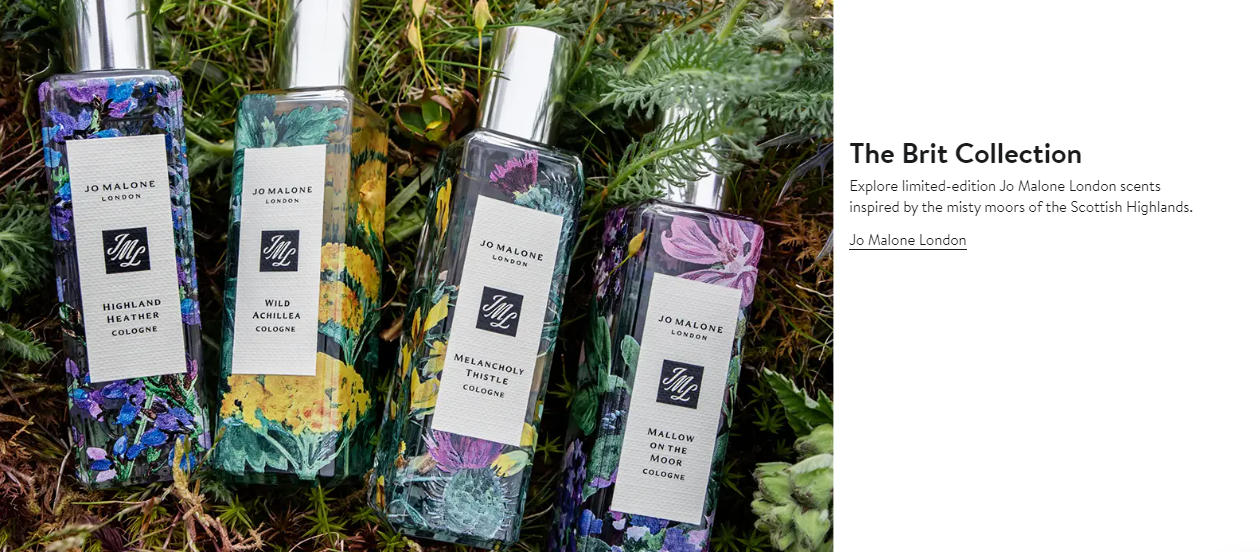 JO MALONE
LONDON
JML
HIGHLAND
HEATHER
COLOGNE
JO MALONE
LONDON
JML
WILD
ACHILLEA
COLOGNE
JO MALONE
LONDON
JML
MELANCHOLY
THISTLE
COLOGNE
JO MALONE
LONDON
JML
MALLOW
ON THE
MOOR
COLOGNE
The Brit Collection
Explore limited-edition Jo Malone London scents
inspired by the misty moors of the Scottish Highlands.
Jo Malone London